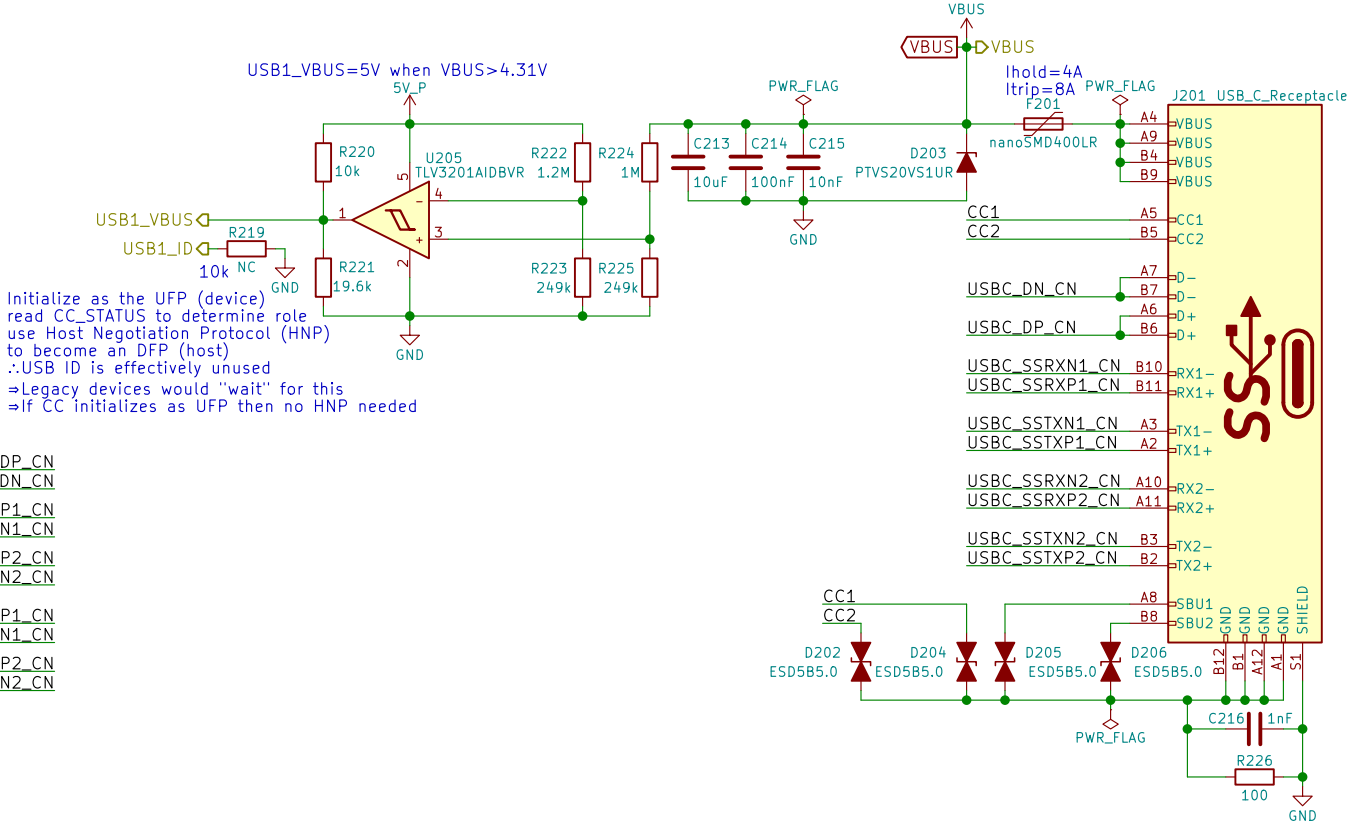 VBUS
VBUS
VBUS
USB1_VBUS=5V when VBUS>4.31V
5V_P
PWR_FLAG
Ihold=4A
Itrip=8A
F201
nanoSMD400LR
PWR_FLAG
J201 USB_C_Receptacle
R220
10k
U205
TLV3201AIDBVR
5
4
3
2
1
-
+
R222
1.2M
R224
1M
C213
10uF
C214
100nF
C215
10nF
D203
PTVS20VS1UR
GND
USB1_VBUS
USB1_ID
R219
NC
10k
GND
R221
19.6k
R223
249k
R225
249k
GND
Initialize as the UFP (device)
read CC_STATUS to determine role
use Host Negotiation Protocol (HNP)
to become an DFP (host)
∴USB ID is effectively unused
⇒Legacy devices would "wait" for this
⇒If CC initializes as UFP then no HNP needed
DP_CN
DN_CN
P1_CN
N1_CN
P2_CN
N2_CN
P1_CN
N1_CN
P2_CN
N2_CN
A4 VBUS
A9 VBUS
B4 VBUS
B9 VBUS
CC1 A5 CC1
CC2 B5 CC2
A7 D-
USBC_DN_CN B7 D-
A6 D+
USBC_DP_CN B6 D+
USBC_SSRXN1_CN B10 RX1-
USBC_SSRXP1_CN B11 RX1+
USBC_SSTXN1_CN A3 TX1-
USBC_SSTXP1_CN A2 TX1+
USBC_SSRXN2_CN A10 RX2-
USBC_SSRXP2_CN A11 RX2+
USBC_SSTXN2_CN B3 TX2-
USBC_SSTXP2_CN B2 TX2+
A8 SBU1
B8 SBU2
SS
GND
GND
GND
GND
SHIELD
B12
B1
A12
A1
S1
CC1
CC2
D202
ESD5B5.0
D204
ESD5B5.0
D205
ESD5B5.0
D206
ESD5B5.0
PWR_FLAG
C216 1nF
R226
100
GND